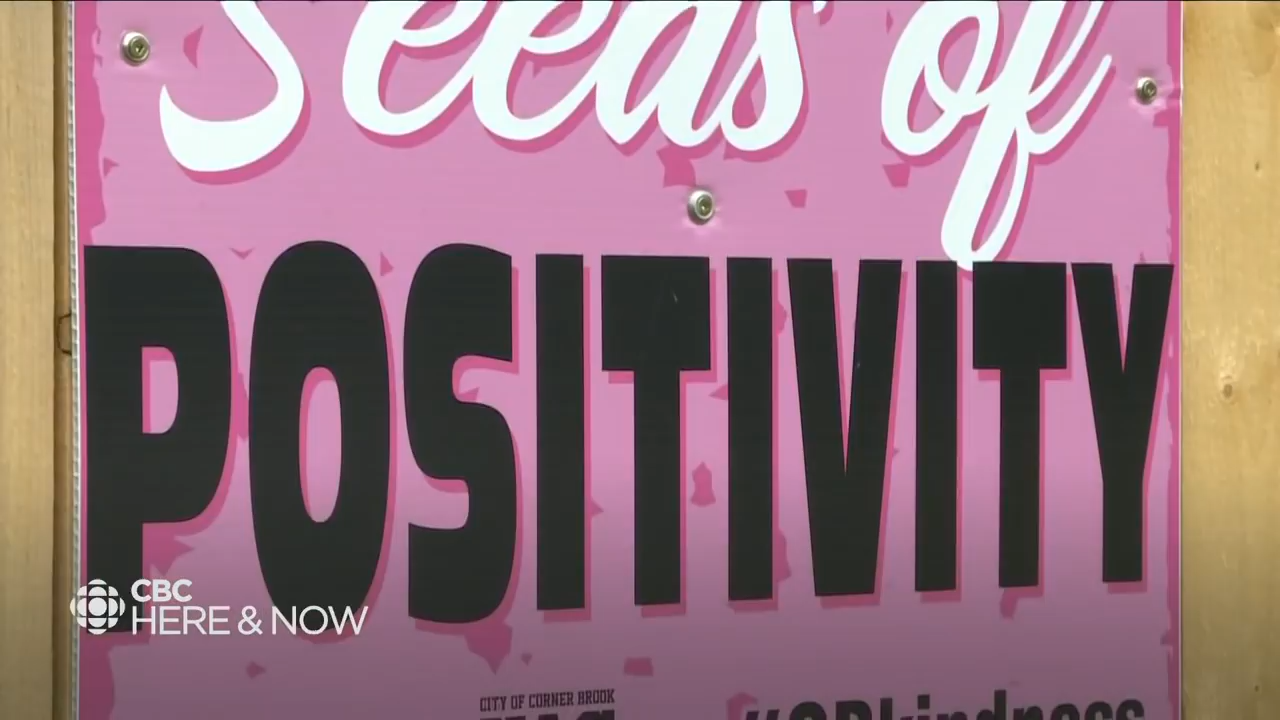 Seeds of
POSITIVITY
CBC
HERE & NOW
CITY OF CORNER BROOK
#CBkindness